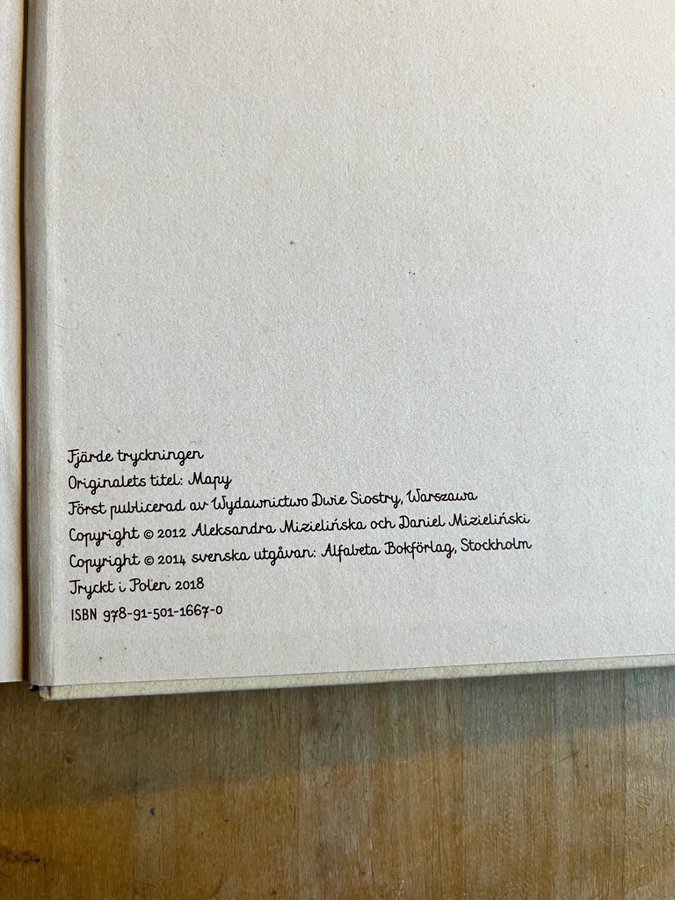 Fjärde tryckningen
Originalets titel: Mapy
Först publicerad av Wydawnictwo Dwie Siostry, Warszawa
Copyright © 2012 Aleksandra Mizielińska och Daniel Mizieliński
Copyright © 2014 svenska utgåvan: Alfabeta Bokförlag, Stockholm
Tryckt i Polen 2018
ISBN 978-91-501-1667-0